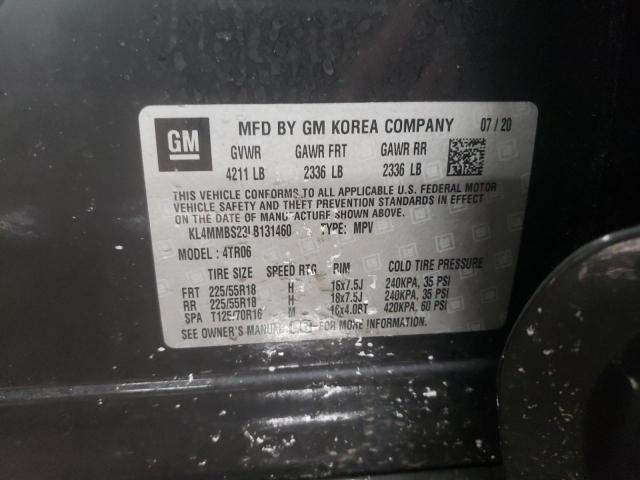 GM
MFD BY GM KOREA COMPANY 07/20
GVWR GAWR FRT GAWR RR
4211 LB 2336 LB 2336 LB
THIS VEHICLE CONFORMS TO ALL APPLICABLE U.S. FEDERAL MOTOR
VEHICLE SAFETY AND THEFT PREVENTION STANDARDS IN EFFECT
ON THE DATE OF MANUFACTURE SHOWN ABOVE.
TYPE: MPV
MODEL: 4TR06
TIRE SIZE SPEED RTG RIM COLD TIRE PRESSURE
FRT 225/55R18 H 18x7.5J 240KPA, 35 PSI
RR 225/55R18 H 18x7.5J 240KPA, 35 PSI
SPA T125/70R16 M 420KPA, 60 PSI
SEE OWNER'S MANUAL FOR MORE INFORMATION.